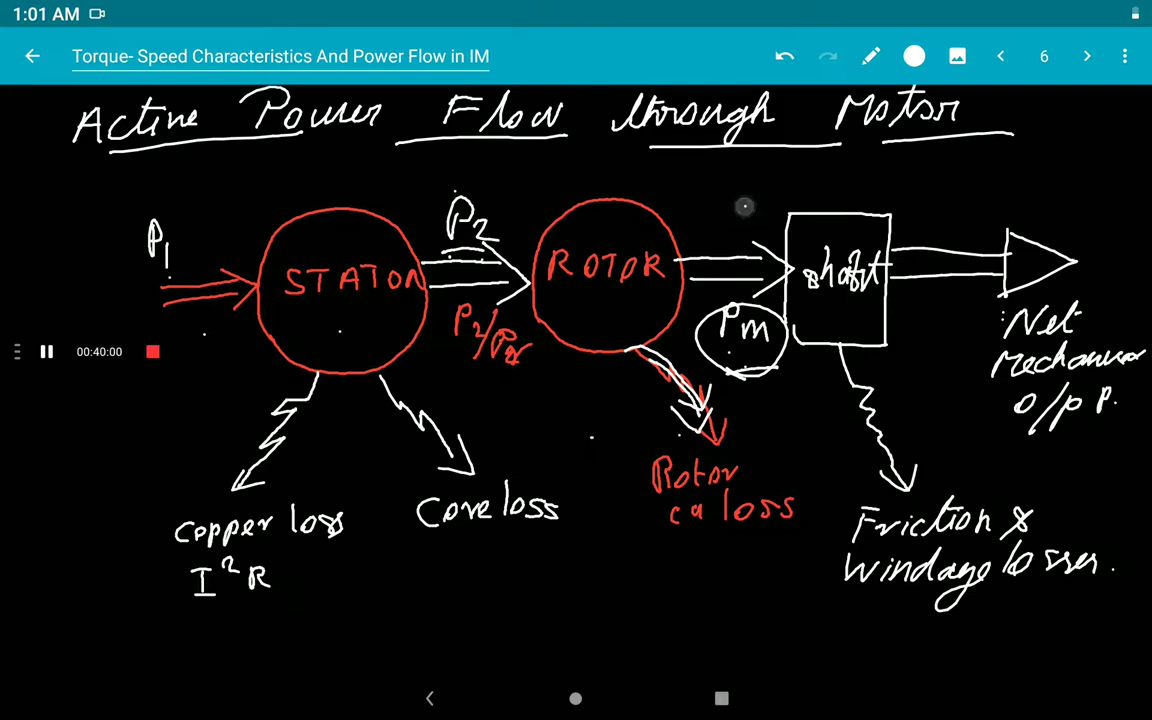 1:01 AM
Torque- Speed Characteristics And Power Flow in IM
6
Active Power Flow through Motor
P1
STATOR
P2
P2/Pr
ROTOR
Pm
shaft
Net
Mechanical
O/P P.
00:40:00
Copper loss
I²R
Core loss
Rotor
cu loss
Friction &
Windage losses.